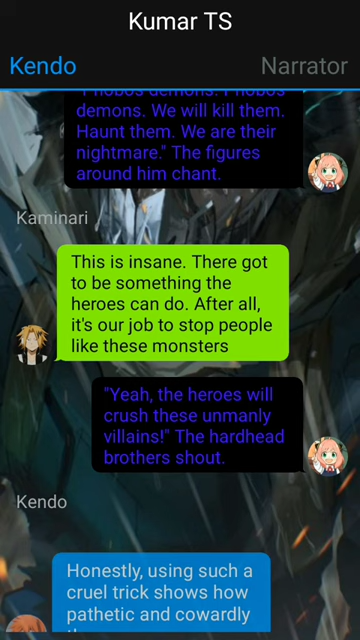 Kumar TS
Kendo
Narrator
"Phobos demons. Phobos
demons. We will kill them.
Haunt them. We are their
nightmare." The figures
around him chant.
Kaminari
This is insane. There got
to be something the
heroes can do. After all,
it's our job to stop people
like these monsters
"Yeah, the heroes will
crush these unmanly
villains!" The hardhead
brothers shout.
Kendo
Honestly, using such a
cruel trick shows how
pathetic and cowardly